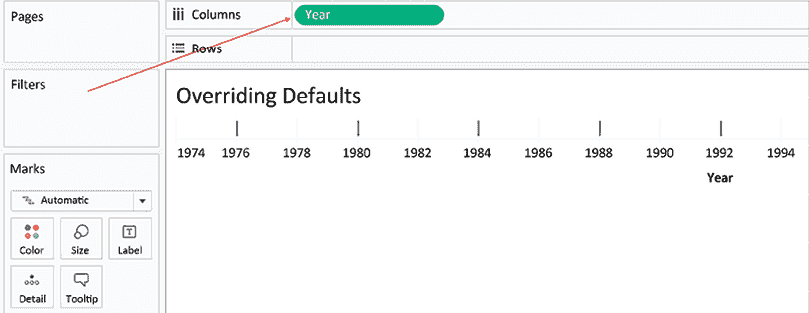 Pages
Columns
Year
Rows
Filters
Overriding Defaults
1974 1976 1978 1980 1982 1984 1986 1988 1990 1992 1994
Year
Marks
Automatic
Color Size Label
T
Detail Tooltip